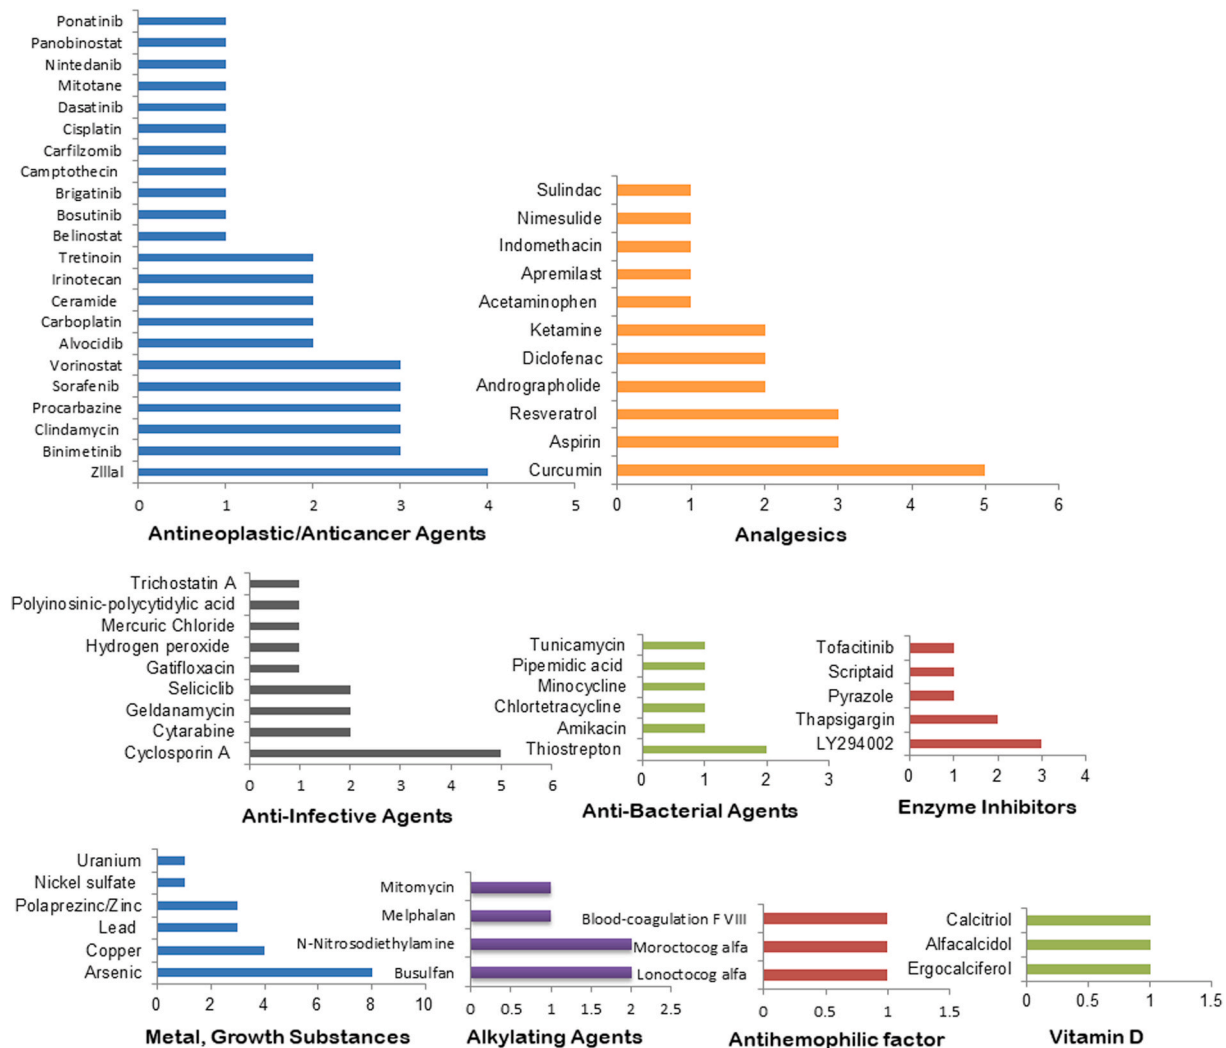 Ponatinib
Panobinostat
Nintedanib
Mitotane
Dasatinib
Cisplatin
Carfilzomib
Camptothecin
Brigatinib
Bosutinib
Belinostat
Tretinoin
Irinotecan
Ceramide
Carboplatin
Alvocidib
Vorinostat
Sorafenib
Procarbazine
Clindamycin
Binimetinib
Zlllal
0 1 2 3 4 5
Antineoplastic/Anticancer Agents
Sulindac
Nimesulide
Indomethacin
Apremilast
Acetaminophen
Ketamine
Diclofenac
Andrographolide
Resveratrol
Aspirin
Curcumin
0 1 2 3 4 5 6
Analgesics
Trichostatin A
Polyinosinic-polycytidylic acid
Mercuric Chloride
Hydrogen peroxide
Gatifloxacin
Seliciclib
Geldanamycin
Cytarabine
Cyclosporin A
0 1 2 3 4 5 6
Anti-Infective Agents
Tunicamycin
Pipemidic acid
Minocycline
Chlortetracycline
Amikacin
Thiostrepton
0 1 2 3
Anti-Bacterial Agents
Tofacitinib
Scriptaid
Pyrazole
Thapsigargin
LY294002
0 1 2 3 4
Enzyme Inhibitors
Uranium
Nickel sulfate
Polaprezinc/Zinc
Lead
Copper
Arsenic
0 2 4 6 8 10
Metal, Growth Substances
Mitomycin
Melphalan
N-Nitrosodiethylamine
Busulfan
0 0.5 1 1.5 2 2.5
Alkylating Agents
Blood-coagulation F VIII
Moroctocog alfa
Lonoctocog alfa
0 0.5 1 1.5
Antihemophilic factor
Calcitriol
Alfacalcidol
Ergocalciferol
0 0.5 1 1.5
Vitamin D